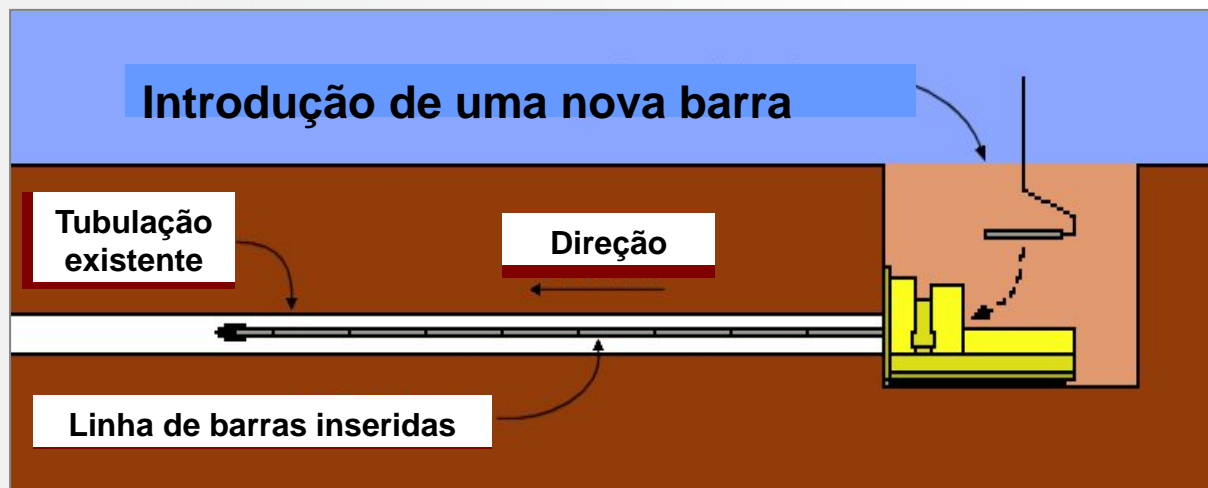 Introdução de uma nova barra
Tubulação
existente
Direção
Linha de barras inseridas